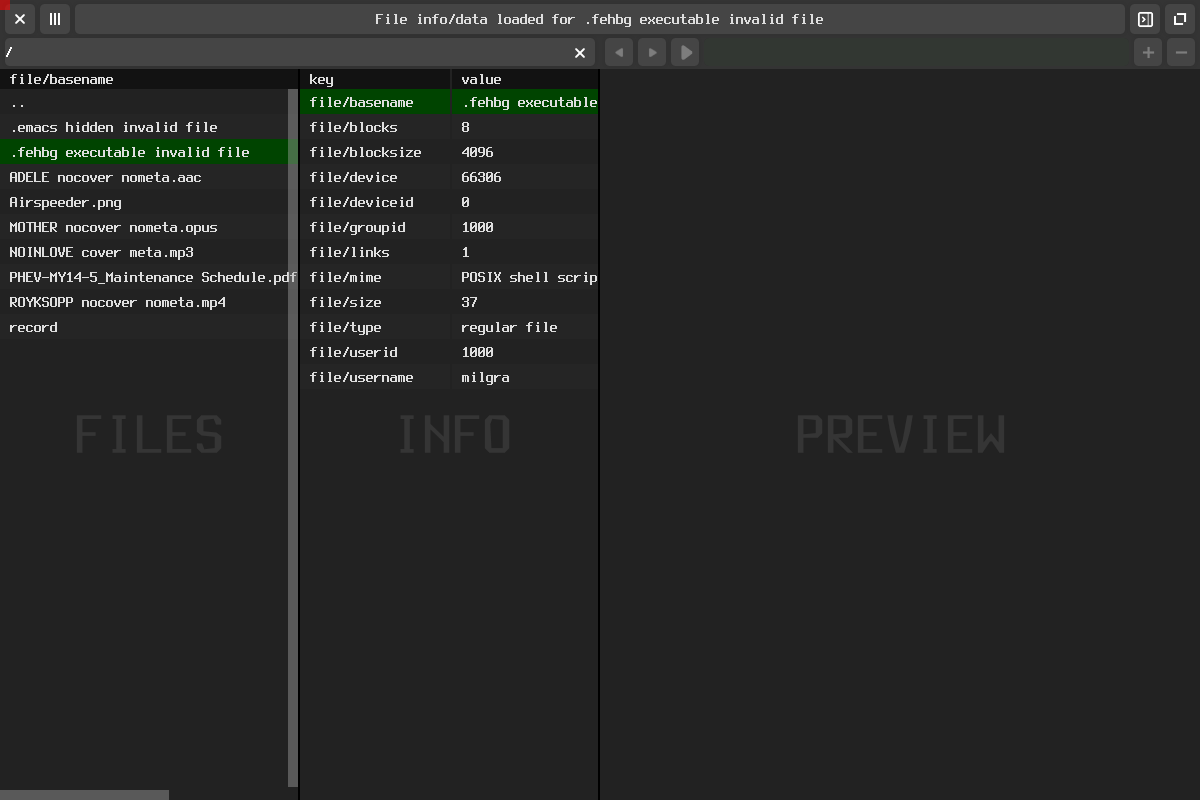 File info/data loaded for .fehbg executable invalid file
/
file/basename
key value
..
file/basename .fehbg executable
.emacs hidden invalid file
file/blocks 8
.fehbg executable invalid file
file/blocksize 4096
ADELE nocover nometa.aac
file/device 66306
Airspeeder.png
file/deviceid 0
MOTHER nocover nometa.opus
file/groupid 1000
NOINLOVE cover meta.mp3
file/links 1
PHEV-MY14-5_Maintenance Schedule.pdf
file/mime POSIX shell scrip
ROYKSOPP nocover nometa.mp4
file/size 37
record
file/type regular file
file/userid 1000
file/username milgra
FILES
INFO
PREVIEW